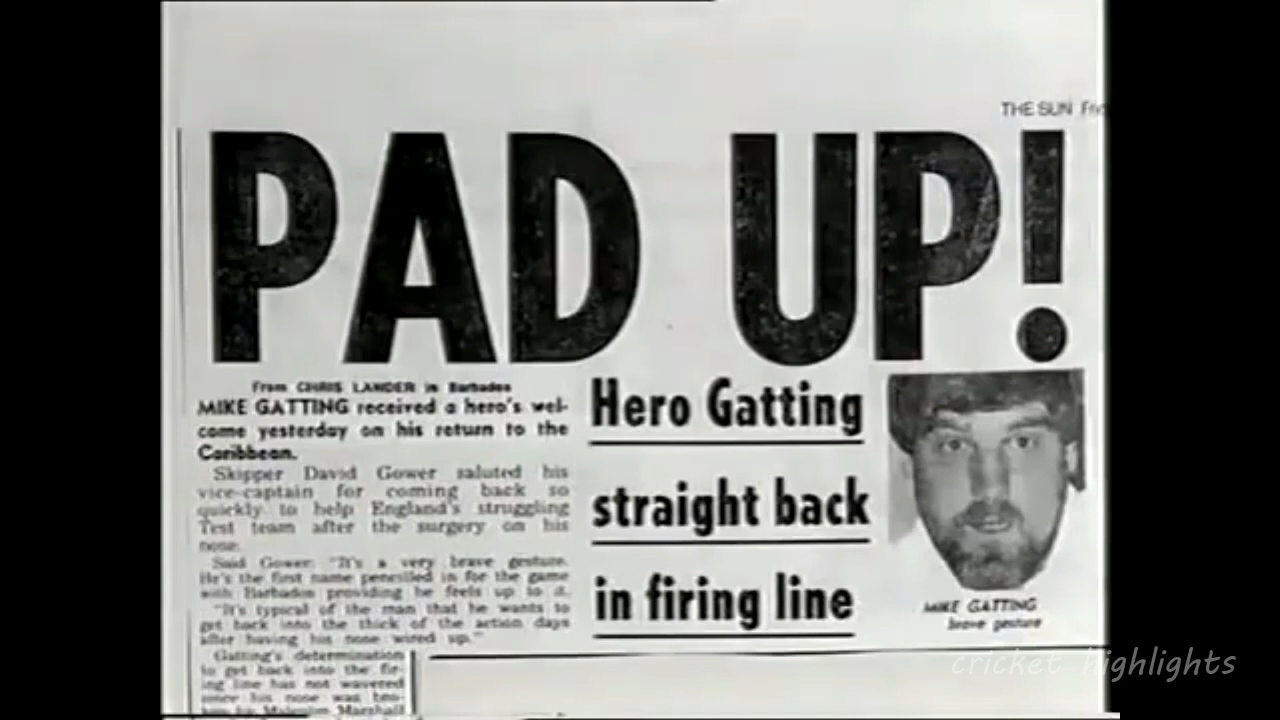 THE SUN Fri
PAD UP!
From CHRIS LANDER in Barbados
MIKE GATTING received a hero's wel-
come yesterday on his return to the
Caribbean.
Skipper David Gower saluted his
vice-captain for coming back so
quickly to help England's struggling
Test team after the surgery on his
nose.
Said Gower: "It's a very brave gesture.
He's the first name pencilled in for the game
with Barbados providing he feels up to it.
"It's typical of the man that he wants to
get back into the thick of the action days
after having his nose wired up."
Gatting's determination
to get back into the fir-
ing line has not wavered
since his nose was bro-
ken by Malcolm Marshall
Hero Gatting
straight back
in firing line
MIKE GATTING
brave gesture
cricket highlights